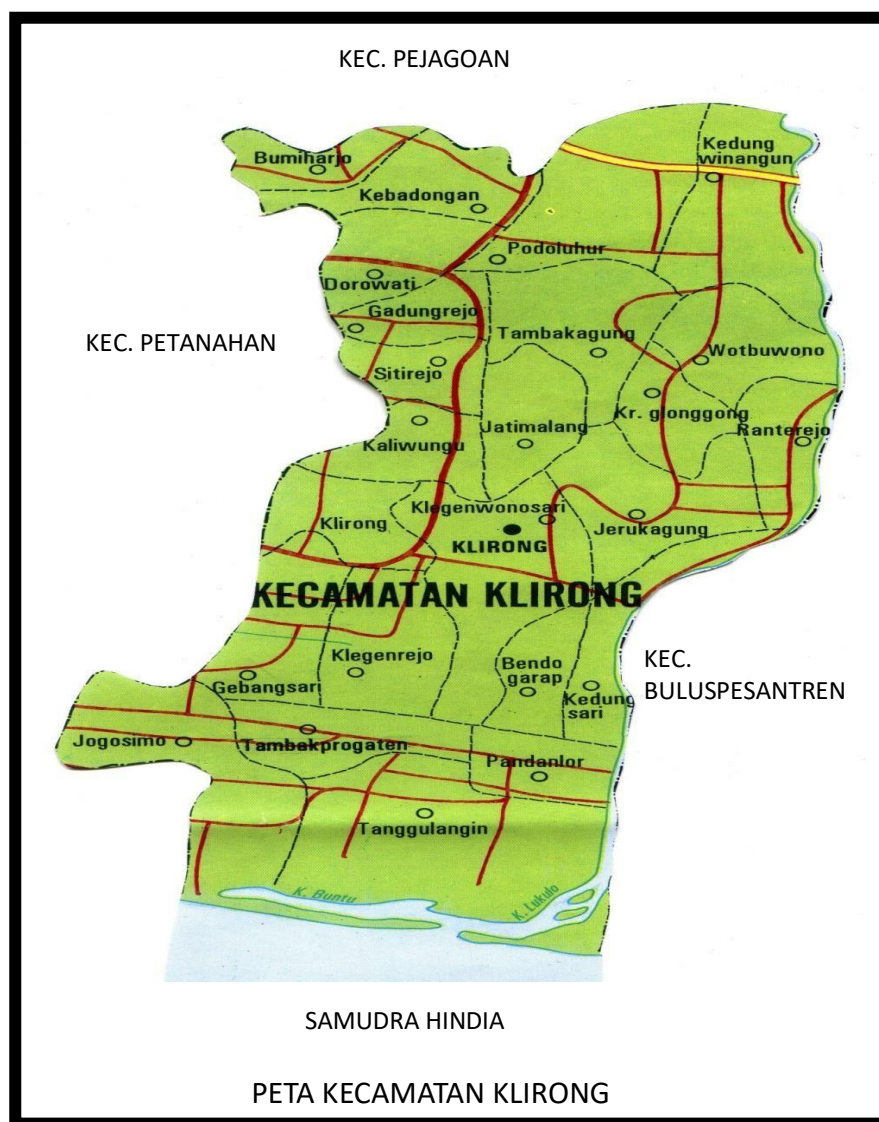 KEC. PEJAGOAN
Kedung
winangun
Bumiharjo
Kebadongan
Podoluhur
Dorowati
Gadungrejo
Tambakagung
KEC. PETANAHAN
Wotbuwono
Sitirejo
Kr. glonggong
Jatimalang
Ranterejo
Kaliwungu
Klegenwonosari
Klirong
Jerukagung
KLIRONG
KECAMATAN KLIRONG
Klegenrejo
Bendo
garap
KEC.
BULUSPESANTREN
Gebangsari
Kedung
sari
Jogosimo
Tambakprogaten
Pandanlor
Tanggulangin
K. Buntu
K. Lukulo
SAMUDRA HINDIA
PETA KECAMATAN KLIRONG